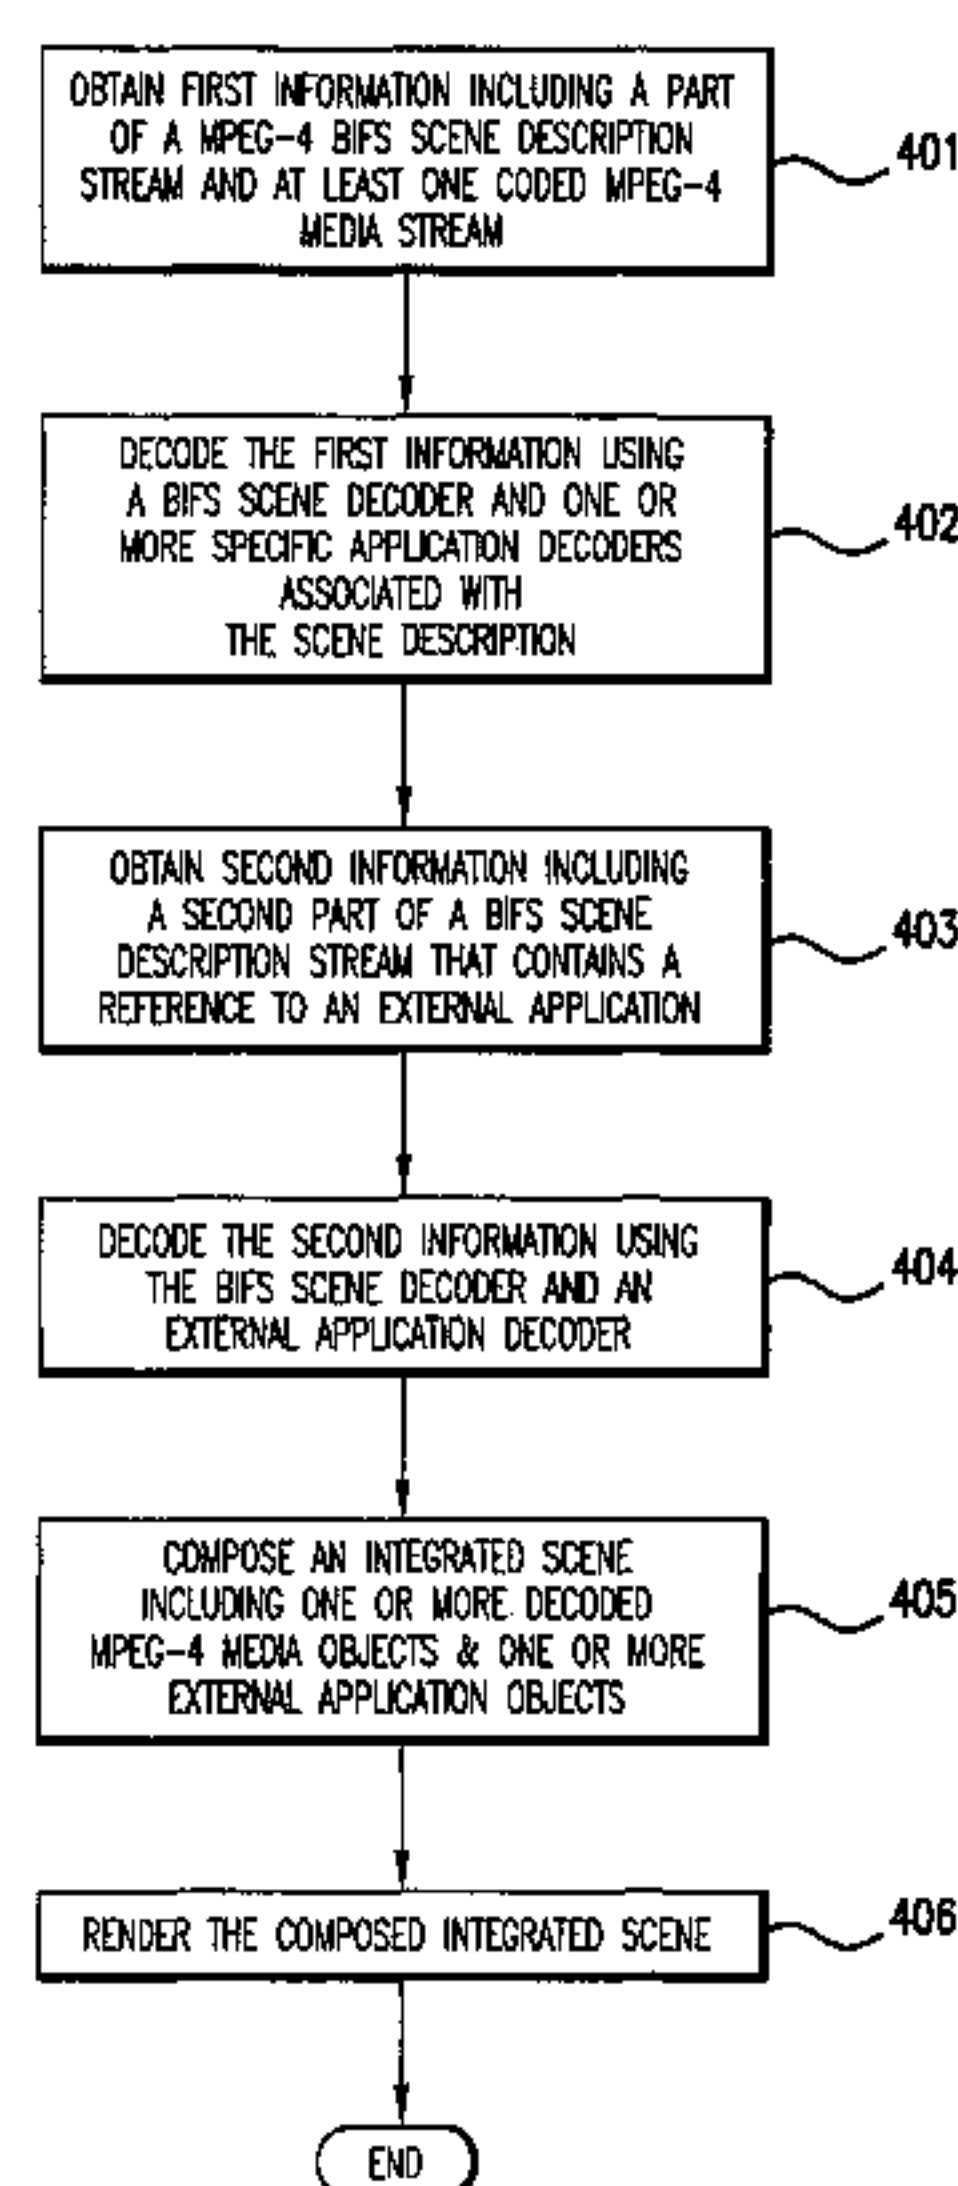 OBTAIN FIRST INFORMATION INCLUDING A PART
OF A MPEG-4 BIFS SCENE DESCRIPTION
STREAM AND AT LEAST ONE CODED MPEG-4
MEDIA STREAM
401
DECODE THE FIRST INFORMATION USING
A BIFS SCENE DECODER AND ONE OR
MORE SPECIFIC APPLICATION DECODERS
ASSOCIATED WITH
THE SCENE DESCRIPTION
402
OBTAIN SECOND INFORMATION INCLUDING
A SECOND PART OF A BIFS SCENE
DESCRIPTION STREAM THAT CONTAINS A
REFERENCE TO AN EXTERNAL APPLICATION
403
DECODE THE SECOND INFORMATION USING
THE BIFS SCENE DECODER AND AN
EXTERNAL APPLICATION DECODER
404
COMPOSE AN INTEGRATED SCENE
INCLUDING ONE OR MORE DECODED
MPEG-4 MEDIA OBJECTS & ONE OR MORE
EXTERNAL APPLICATION OBJECTS
405
RENDER THE COMPOSED INTEGRATED SCENE
406
END